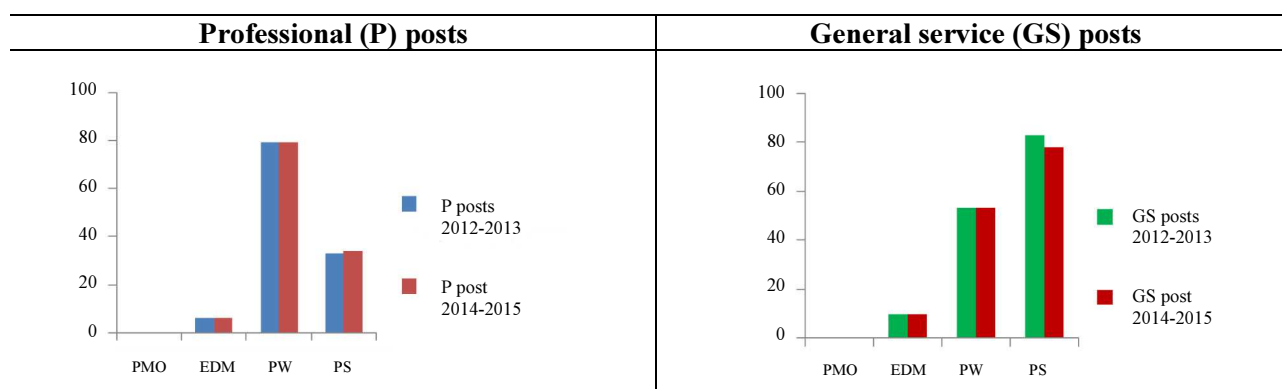 Professional (P) posts
General service (GS) posts
100
80
60
40
20
0
PMO EDM PW PS
P posts
2012-2013
P post
2014-2015
100
80
60
40
20
0
PMO EDM PW PS
GS posts
2012-2013
GS post
2014-2015